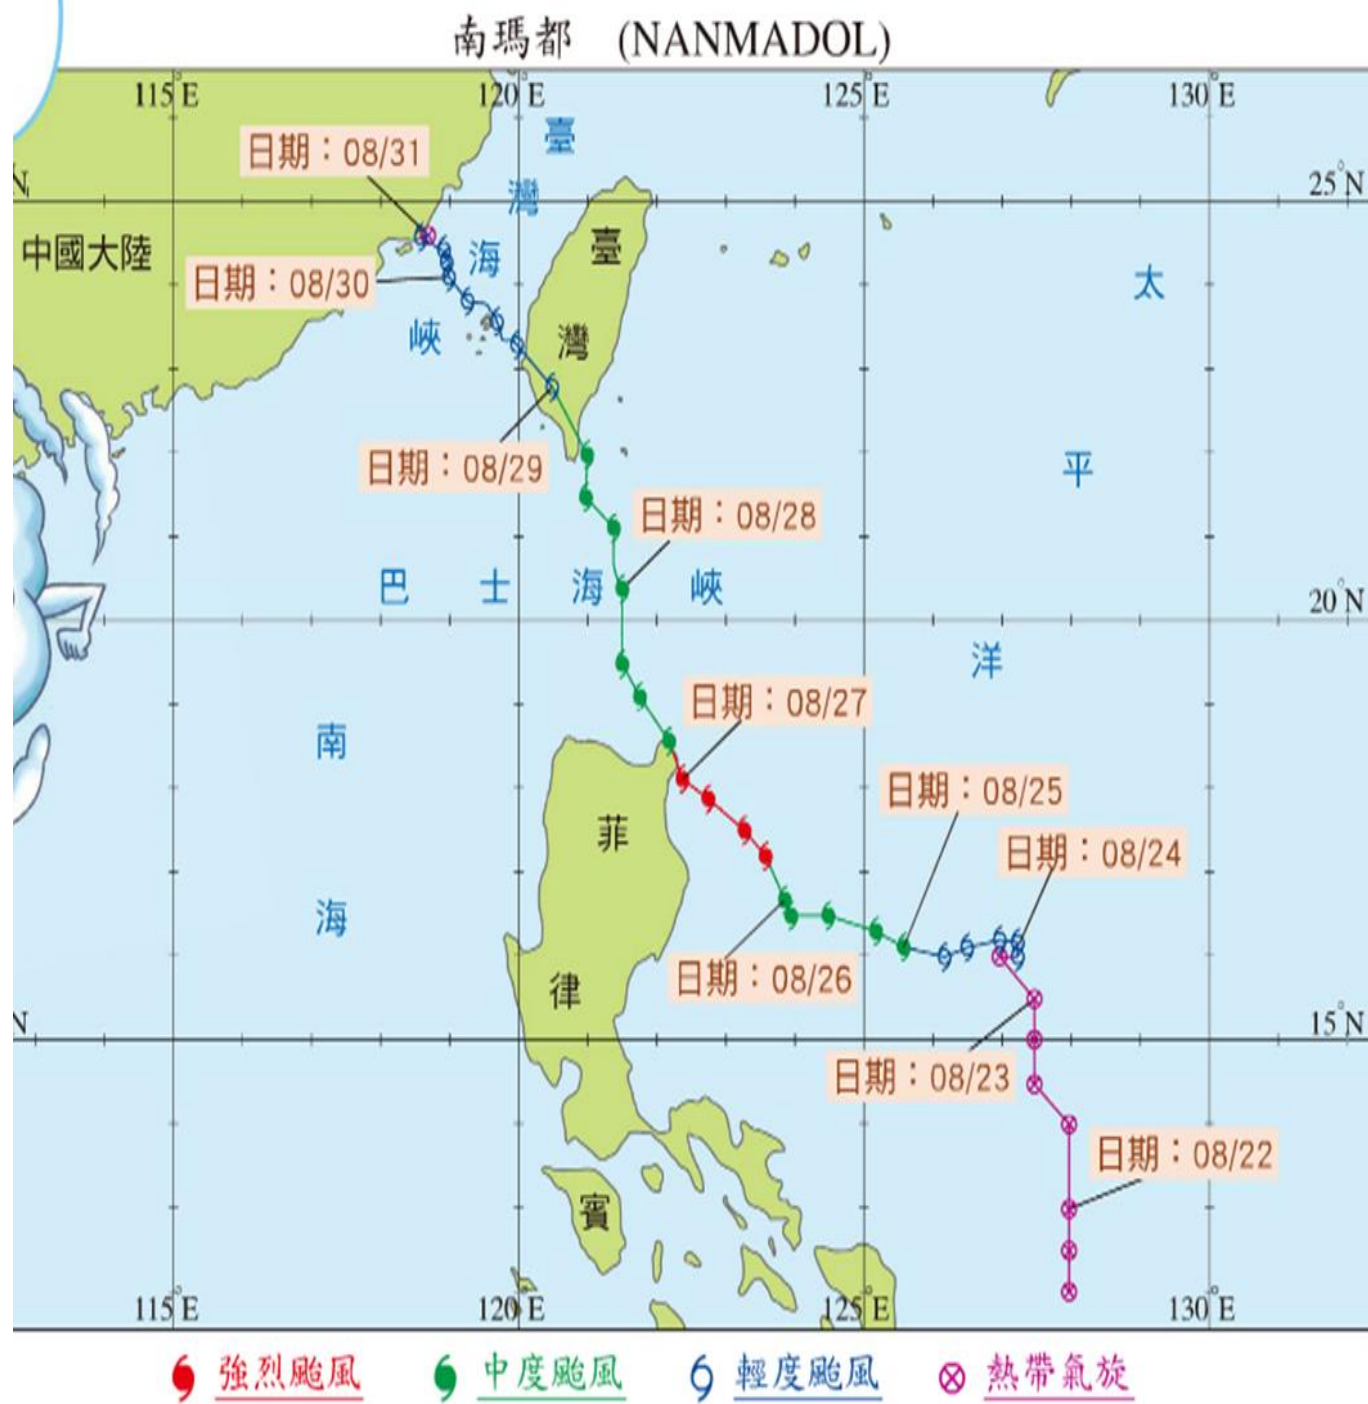 南瑪都 (NANMADOL)
115°E 120°E 125°E 130°E
臺灣海峽
日期：08/31
N
25°N
中國大陸
臺灣
日期：08/30
太平洋
日期：08/29
日期：08/28
巴士海峽
20°N
日期：08/27
南海
日期：08/25
菲律賓
日期：08/24
日期：08/26
N
15°N
日期：08/23
日期：08/22
115°E 120°E 125°E 130°E
強烈颱風 中度颱風 輕度颱風 熱帶氣旋